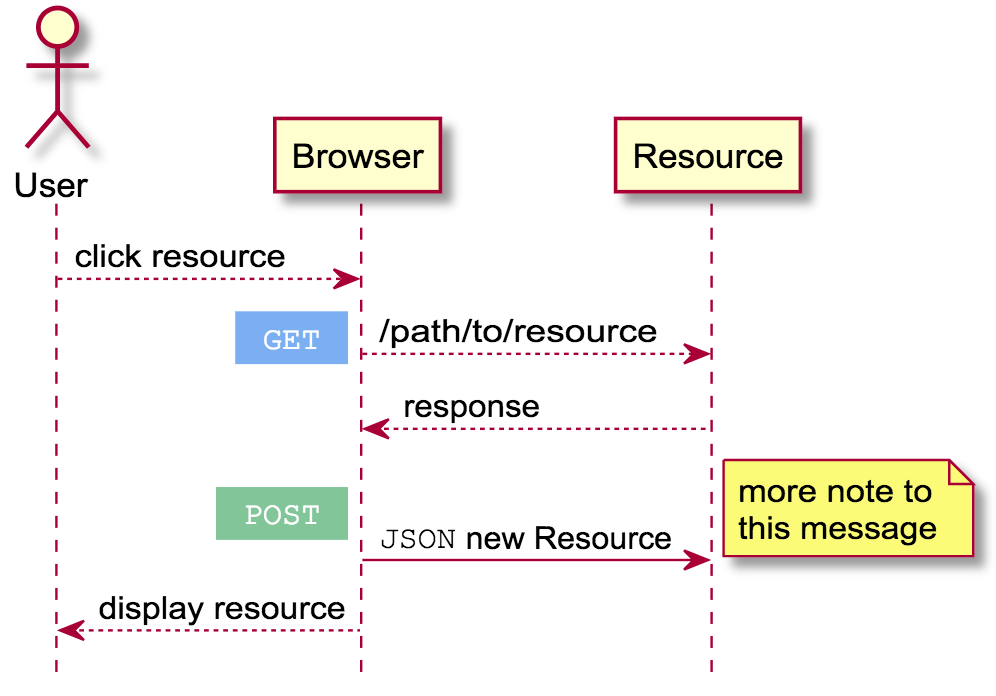 User
Browser
Resource
click resource
GET
/path/to/resource
response
POST
JSON new Resource
more note to
this message
display resource